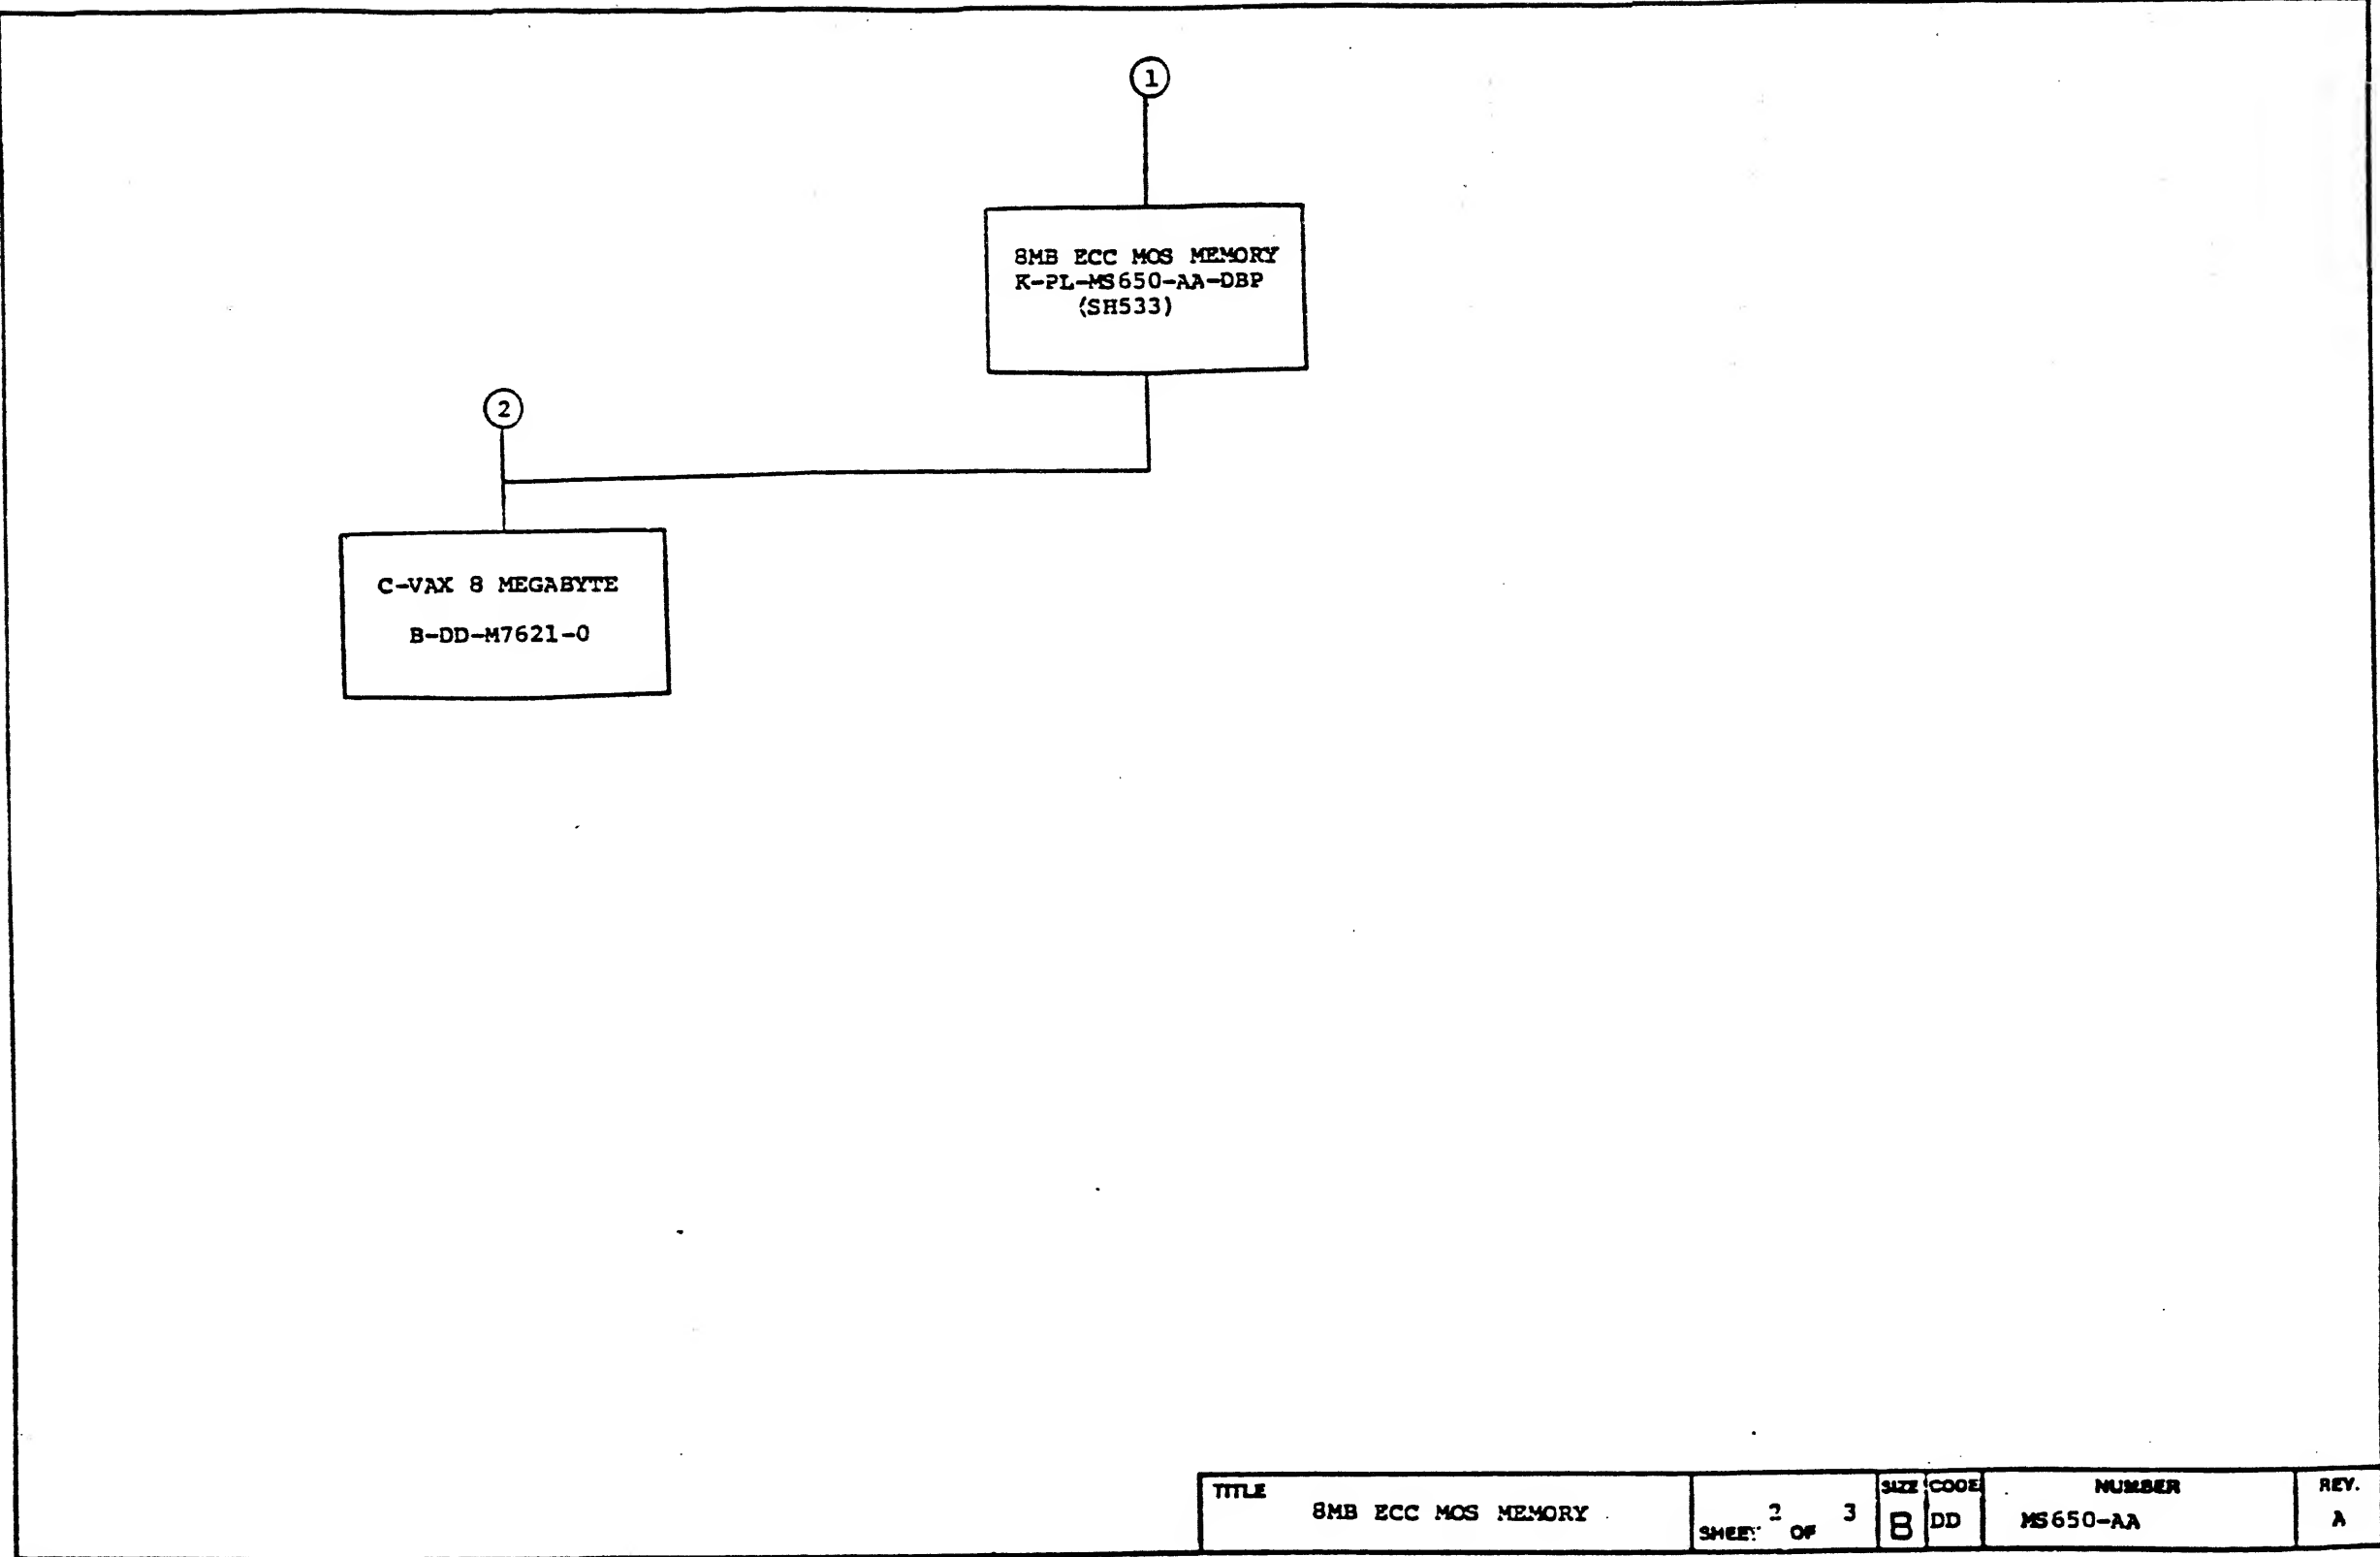 1
8MB ECC MOS MEMORY
K-PL-MS650-AA-DBP
(SH533)
2
C-VAX 8 MEGABYTE
B-DD-M7621-0
TITLE
8MB ECC MOS MEMORY
SHEET 2 OF 3
SIZE
B
CODE
DD
NUMBER
MS650-AA
REV.
A